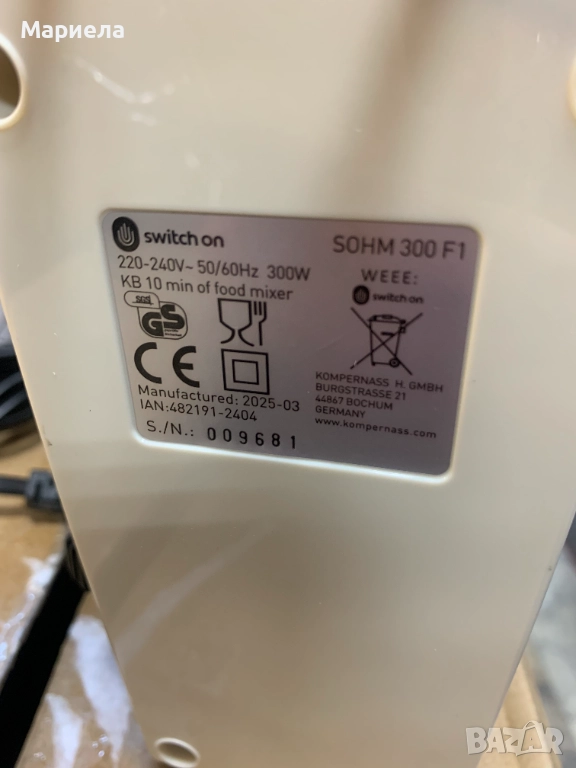 Мариела
switch on
SOHM 300 F1
220-240V~ 50/60Hz 300W
KB 10 min of food mixer
WEEE:
switch on
SGS
GS
CE
KOMPERNASS H. GMBH
BURGSTRASSE 21
44867 BOCHUM
GERMANY
www.kompernass.com
Manufactured: 2025-03
IAN:482191-2404
S./N.: 009681
BAZAR